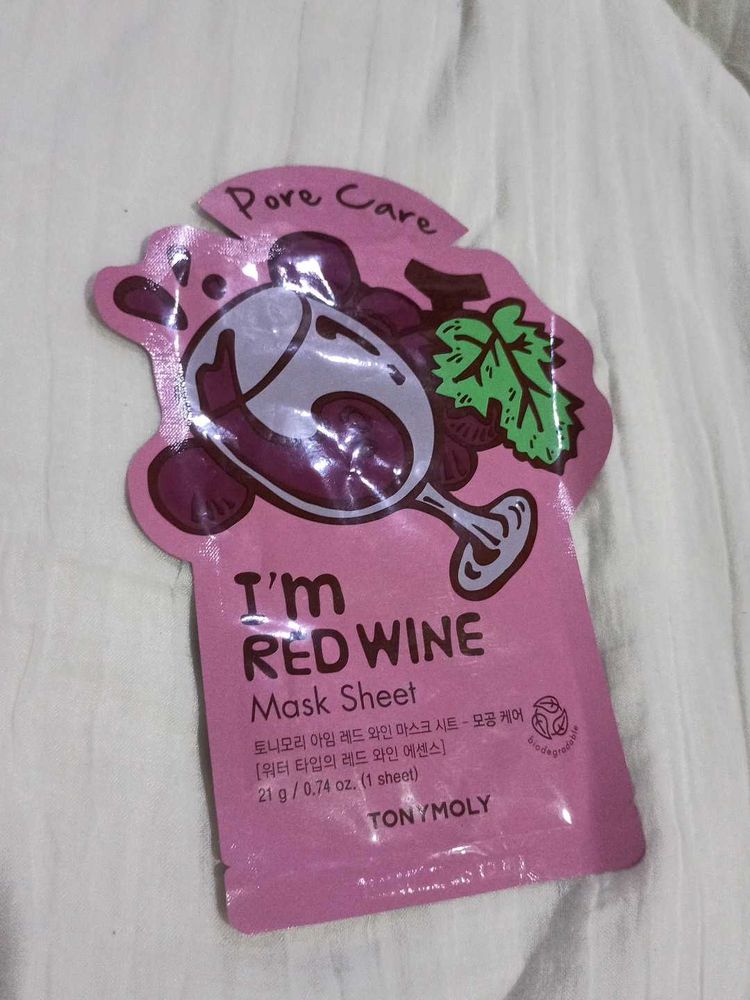 Pore Care
I'm
RED WINE
Mask Sheet
토니모리 아임 레드 와인 마스크 시트 - 모공 케어
[워터 타입의 레드 와인 에센스]
21 g / 0.74 oz. (1 sheet)
biodegradable
TONYMOLY